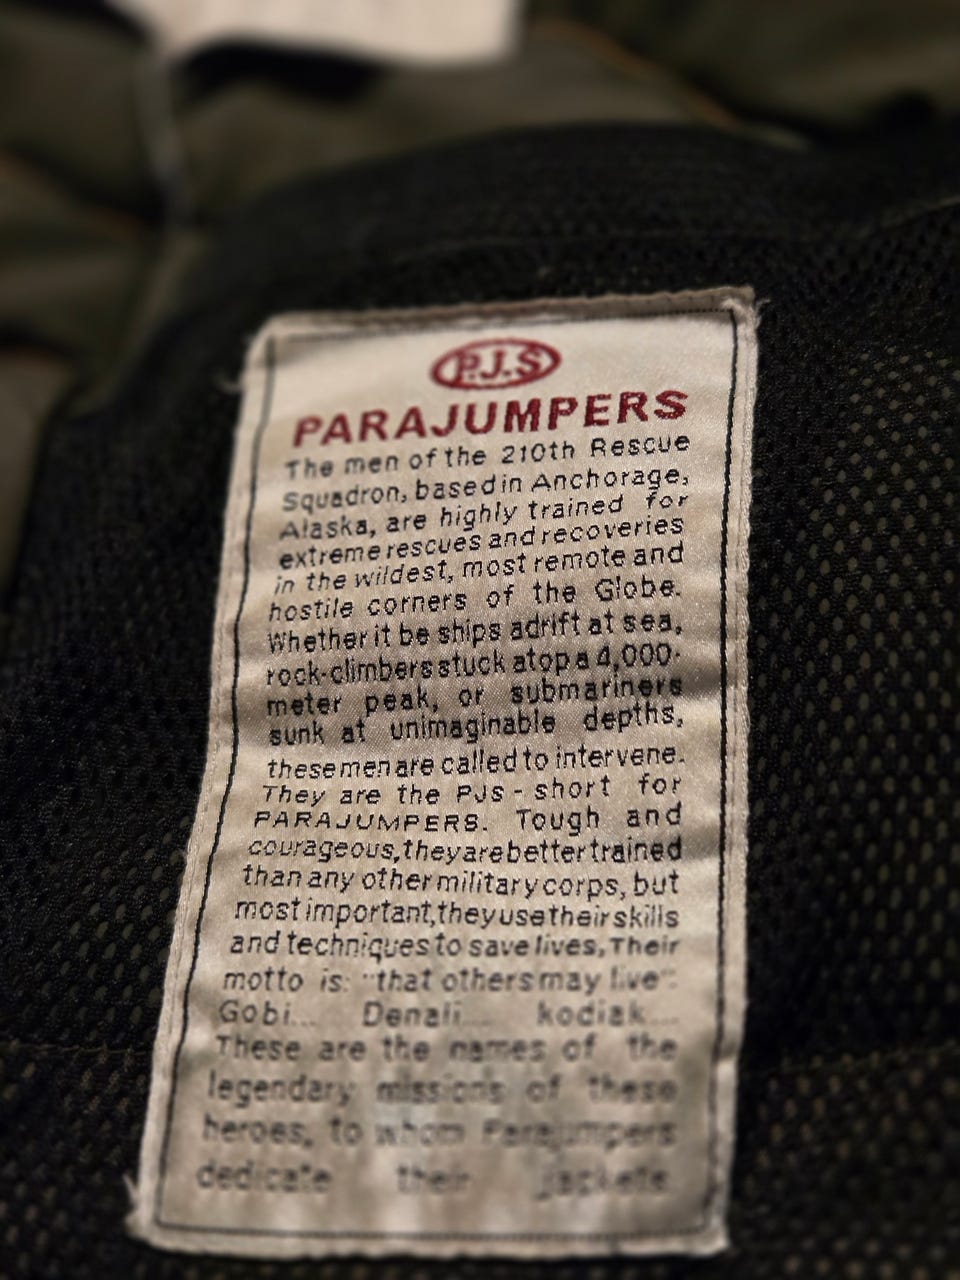 P.J.S
PARAJUMPERS
The men of the 210th Rescue
Squadron, based in Anchorage,
Alaska, are highly trained for
extreme rescues and recoveries
in the wildest, most remote and
hostile corners of the Globe.
Whether it be ships adrift at sea,
rock-climbers stuck atop a 4,000-
meter peak, or submariners
sunk at unimaginable depths,
these men are called to intervene.
They are the PJs - short for
PARAJUMPERS. Tough and
courageous, they are better trained
than any other military corps, but
most important, they use their skills
and techniques to save lives, Their
motto is: "that others may live".
Gobi... Denali.... kodiak....
These are the names of the
legendary missions of these
heroes, to whom Parajumpers
dedicate their jackets